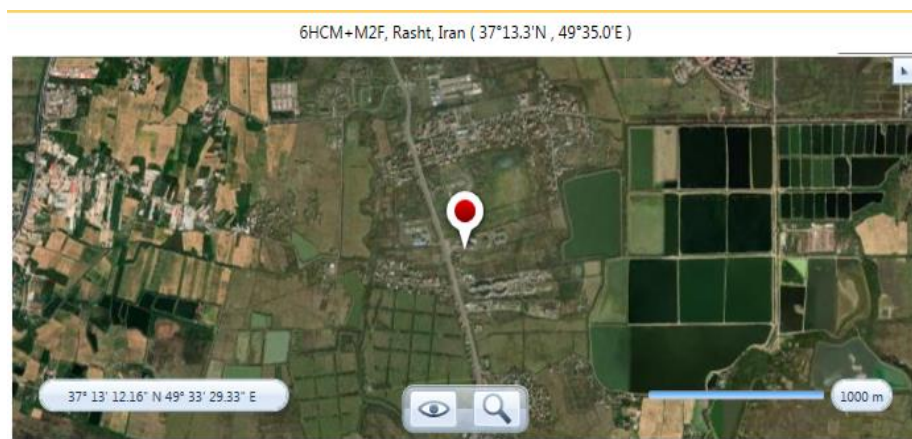 6HCM+M2F, Rasht, Iran ( 37°13.3'N , 49°35.0'E )
37° 13' 12.16" N 49° 33' 29.33" E
1000 m